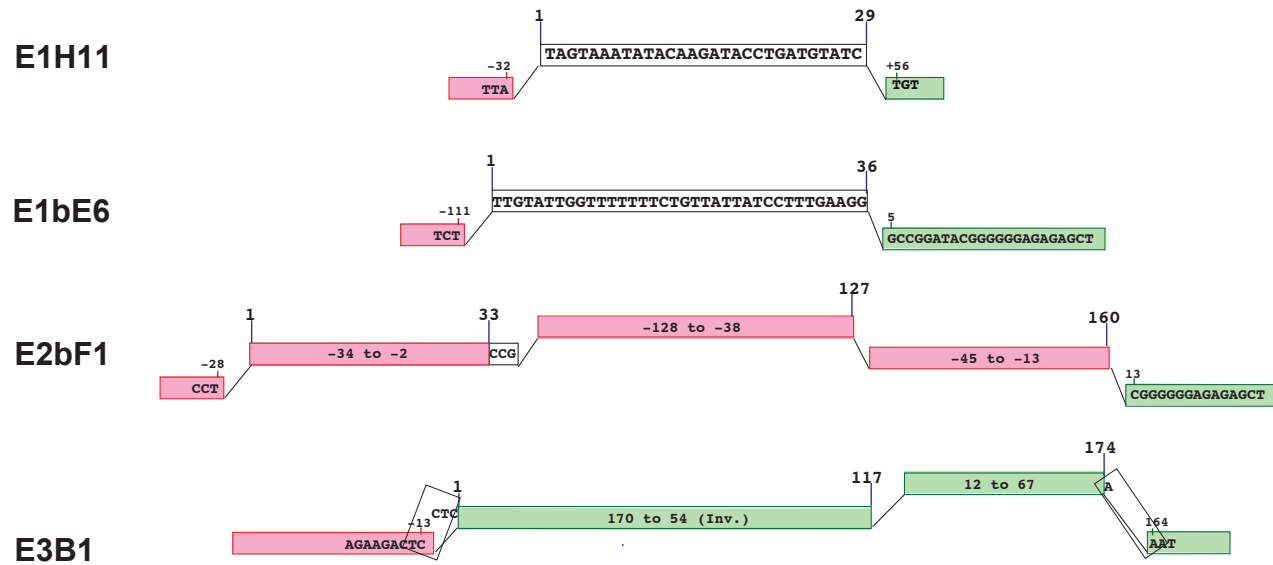 1 29
E1H11 TAGTAAATATACAAGATACCTGATGTATC
-32 +56
TTA TGT
1 36
E1bE6 TTGTATTGGTTTTTTTCTGTTATTATCCTTTGAAGG
-111 5
TCT GCCGGATACGGGGGGAGAGAGCT
127
1 33 -128 to -38 160
E2bF1 -34 to -2 CCG -45 to -13
-28 13
CCT CGGGGGGAGAGAGCT
174
1 117 12 to 67 A
CTC 170 to 54 (Inv.)
-13 164
E3B1 AGAAGACTC AAT